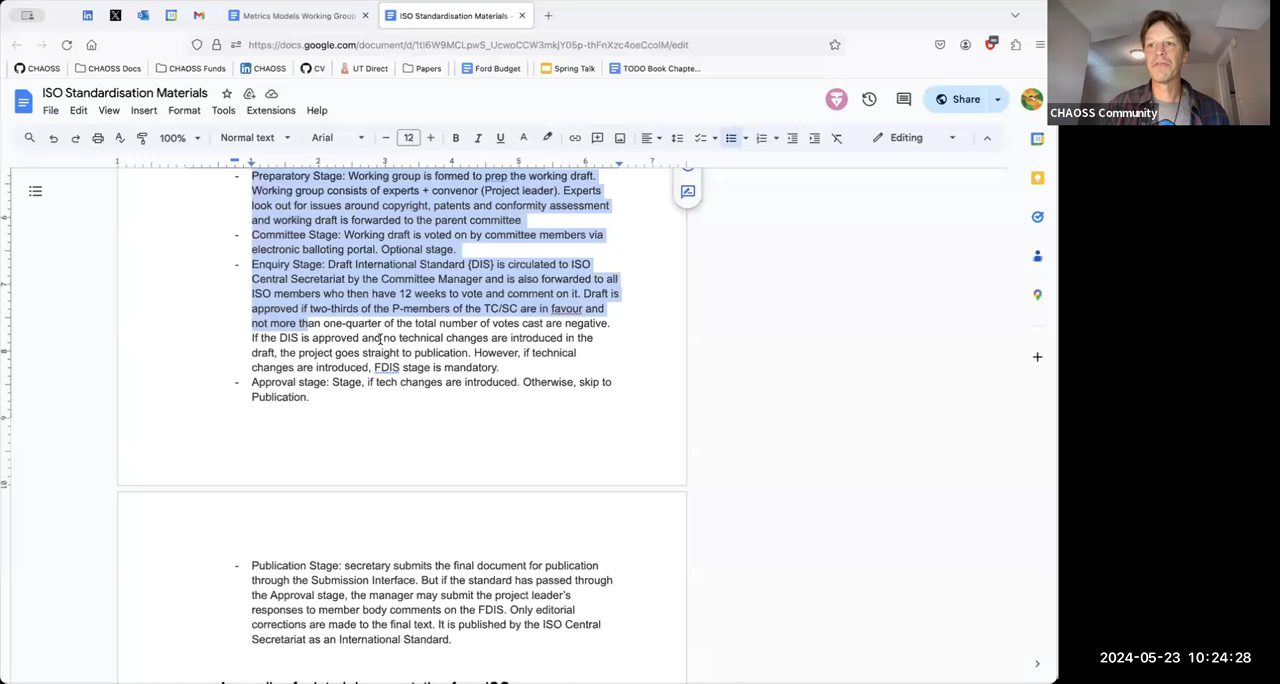 Metrics Models Working Group
ISO Standardisation Materials -
https://docs.google.com/document/d/
/edit
CHAOSS
CHAOSS Docs
CHAOSS Funds
CHAOSS
CV
UT Direct
Papers
Ford Budget
Spring Talk
TODO Book Chapte...
ISO Standardisation Materials
File Edit View Insert Format Tools Extensions Help
Share
CHAOSS Community
100% Normal text Arial - 12 + B I U A Editing
1 1 2 3 4 5 6 7
- Preparatory Stage: Working group is formed to prep the working draft.
Working group consists of experts + convenor (Project leader). Experts
look out for issues around copyright, patents and conformity assessment
and working draft is forwarded to the parent committee
- Committee Stage: Working draft is voted on by committee members via
electronic balloting portal. Optional stage.
- Enquiry Stage: Draft International Standard {DIS} is circulated to ISO
Central Secretariat by the Committee Manager and is also forwarded to all
ISO members who then have 12 weeks to vote and comment on it. Draft is
approved if two-thirds of the P-members of the TC/SC are in favour and
not more than one-quarter of the total number of votes cast are negative.
If the DIS is approved and no technical changes are introduced in the
draft, the project goes straight to publication. However, if technical
changes are introduced, FDIS stage is mandatory.
- Approval stage: Stage, if tech changes are introduced. Otherwise, skip to
Publication.
- Publication Stage: secretary submits the final document for publication
through the Submission Interface. But if the standard has passed through
the Approval stage, the manager may submit the project leader's
responses to member body comments on the FDIS. Only editorial
corrections are made to the final text. It is published by the ISO Central
Secretariat as an International Standard.
2024-05-23 10:24:28